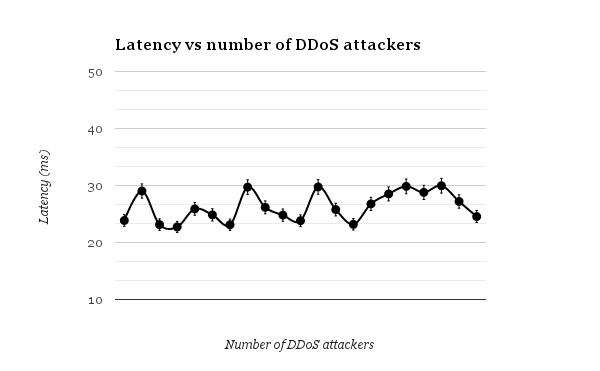 Latency vs number of DDoS attackers
50
40
30
20
10
Latency (ms)
Number of DDoS attackers